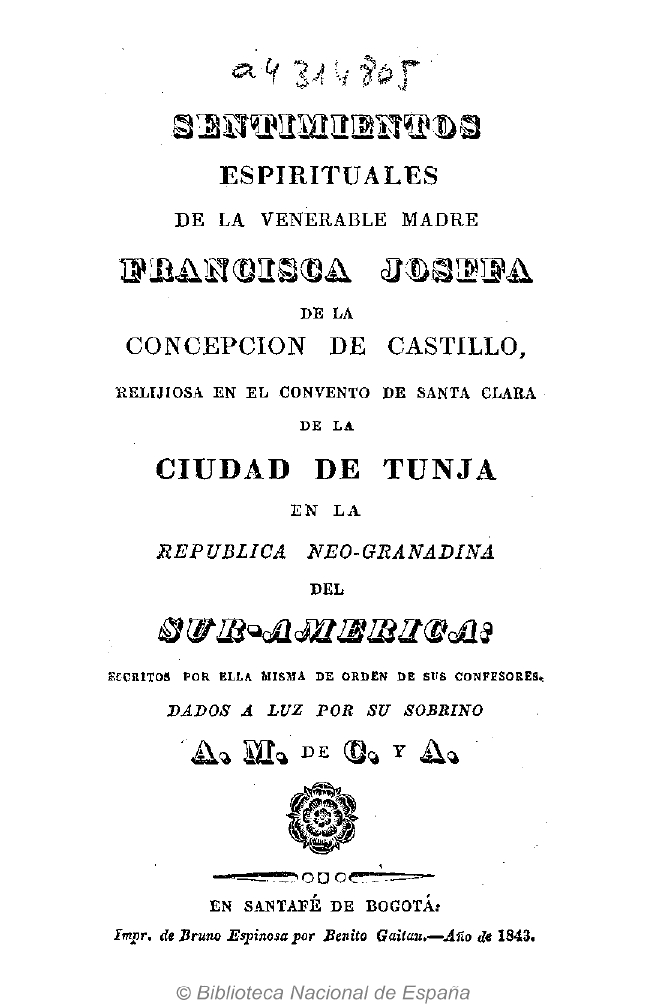 a4314805
SENTIMIENTOS
ESPIRITUALES
DE LA VENERABLE MADRE
FRANCISCA JOSEFA
DE LA
CONCEPCION DE CASTILLO,
RELIJIOSA EN EL CONVENTO DE SANTA CLARA
DE LA
CIUDAD DE TUNJA
EN LA
REPUBLICA NEO-GRANADINA
DEL
SUR-AMERICA:
ESCRITOS POR ELLA MISMA DE ORDEN DE SUS CONFESORES.
DADOS A LUZ POR SU SOBRINO
A. M. DE C. Y A.
EN SANTAFÉ DE BOGOTÁ:
Impr. de Bruno Espinosa por Benito Gaitan.—Año de 1843.
© Biblioteca Nacional de España